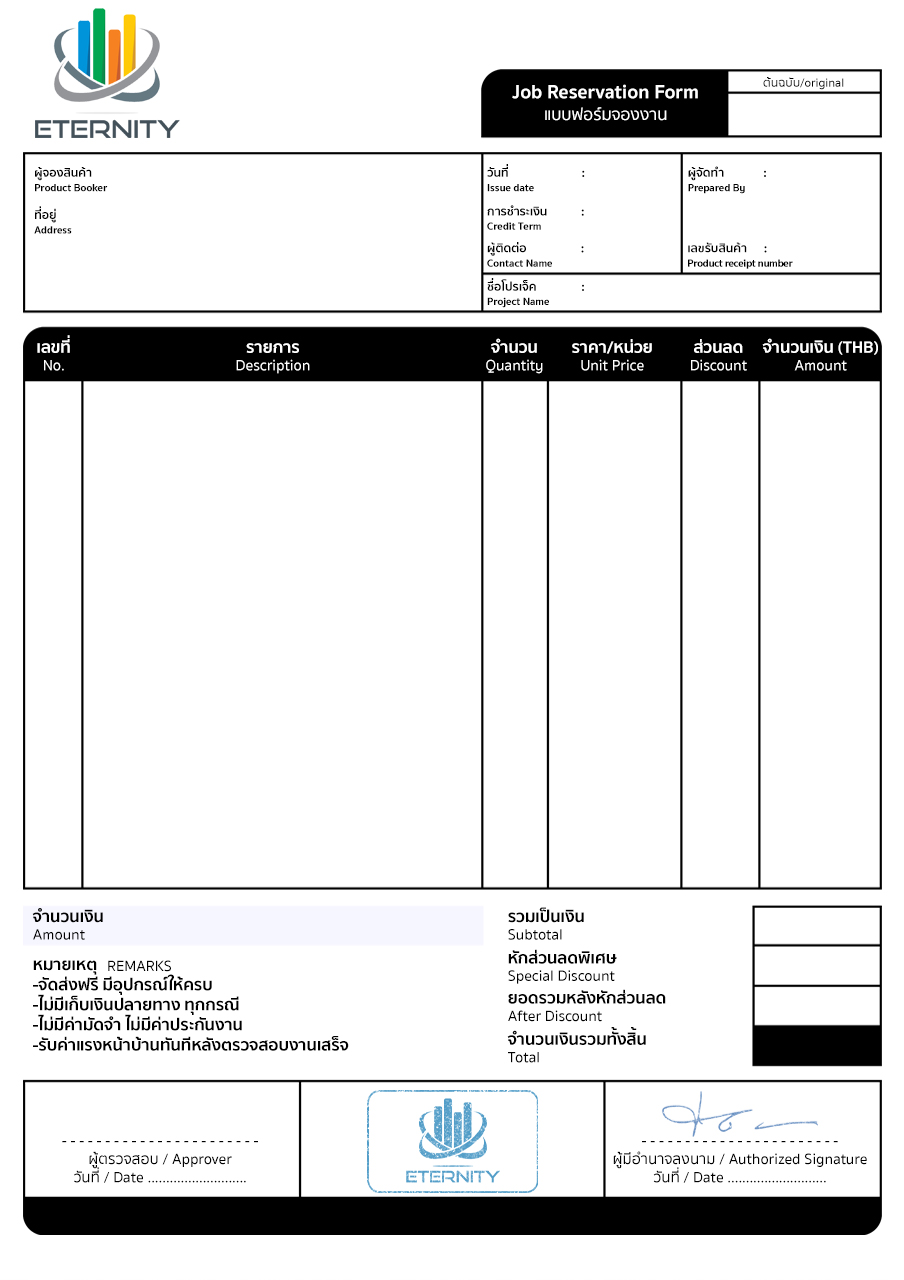 ETERNITY
Job Reservation Form
แบบฟอร์มจองงาน
ต้นฉบับ/original
ผู้จองสินค้า
Product Booker
ที่อยู่
Address
วันที่ :
Issue date
การชำระเงิน :
Credit Term
ผู้ติดต่อ :
Contact Name
ผู้จัดทำ :
Prepared By
เลขรับสินค้า :
Product receipt number
ชื่อโปรเจ็ค :
Project Name
เลขที่ รายการ จำนวน ราคา/หน่วย ส่วนลด จำนวนเงิน (THB)
No. Description Quantity Unit Price Discount Amount
จำนวนเงิน
Amount
หมายเหตุ REMARKS
-จัดส่งฟรี มีอุปกรณ์ให้ครบ
-ไม่มีเก็บเงินปลายทาง ทุกกรณี
-ไม่มีค่ามัดจำ ไม่มีค่าประกันงาน
-รับค่าแรงหน้าบ้านทันทีหลังตรวจสอบงานเสร็จ
รวมเป็นเงิน
Subtotal
หักส่วนลดพิเศษ
Special Discount
ยอดรวมหลังหักส่วนลด
After Discount
จำนวนเงินรวมทั้งสิ้น
Total
ผู้ตรวจสอบ / Approver
วันที่ / Date ..........................
ETERNITY
ผู้มีอำนาจลงนาม / Authorized Signature
วันที่ / Date ..........................